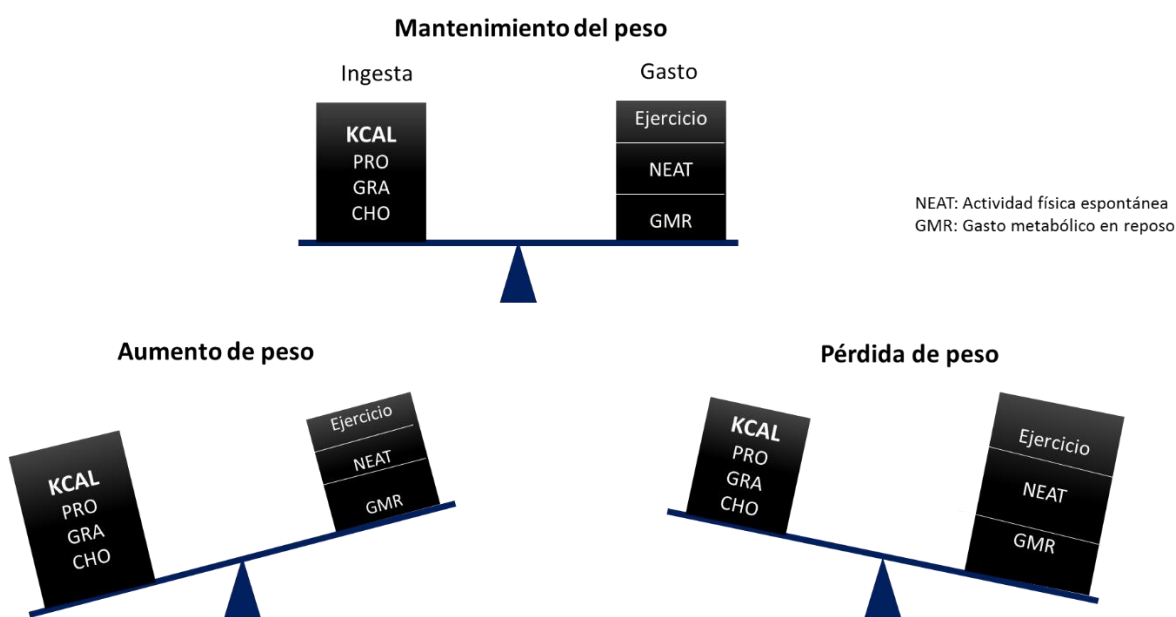 Mantenimiento del peso
Ingesta
Gasto
KCAL
PRO
GRA
CHO
Ejercicio
NEAT
GMR
NEAT: Actividad física espontánea
GMR: Gasto metabólico en reposo
Aumento de peso
KCAL
PRO
GRA
CHO
Ejercicio
NEAT
GMR
Pérdida de peso
KCAL
PRO
GRA
CHO
Ejercicio
NEAT
GMR